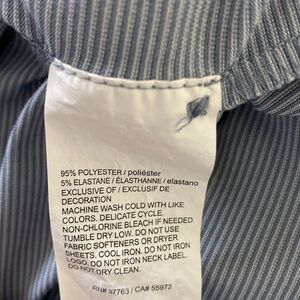 95% POLYESTER / poliéster
5% ELASTANE / ÉLASTHANNE / elastano
EXCLUSIVE OF / EXCLUSIF DE
DECORATION
MACHINE WASH COLD WITH LIKE
COLORS. DELICATE CYCLE.
NON-CHLORINE BLEACH IF NEEDED.
TUMBLE DRY LOW. DO NOT USE
FABRIC SOFTENERS OR DRYER
SHEETS. COOL IRON. DO NOT IRON
LOGO. DO NOT IRON NECK LABEL.
DO NOT DRY CLEAN.
RN# 37763 / CA# 55972